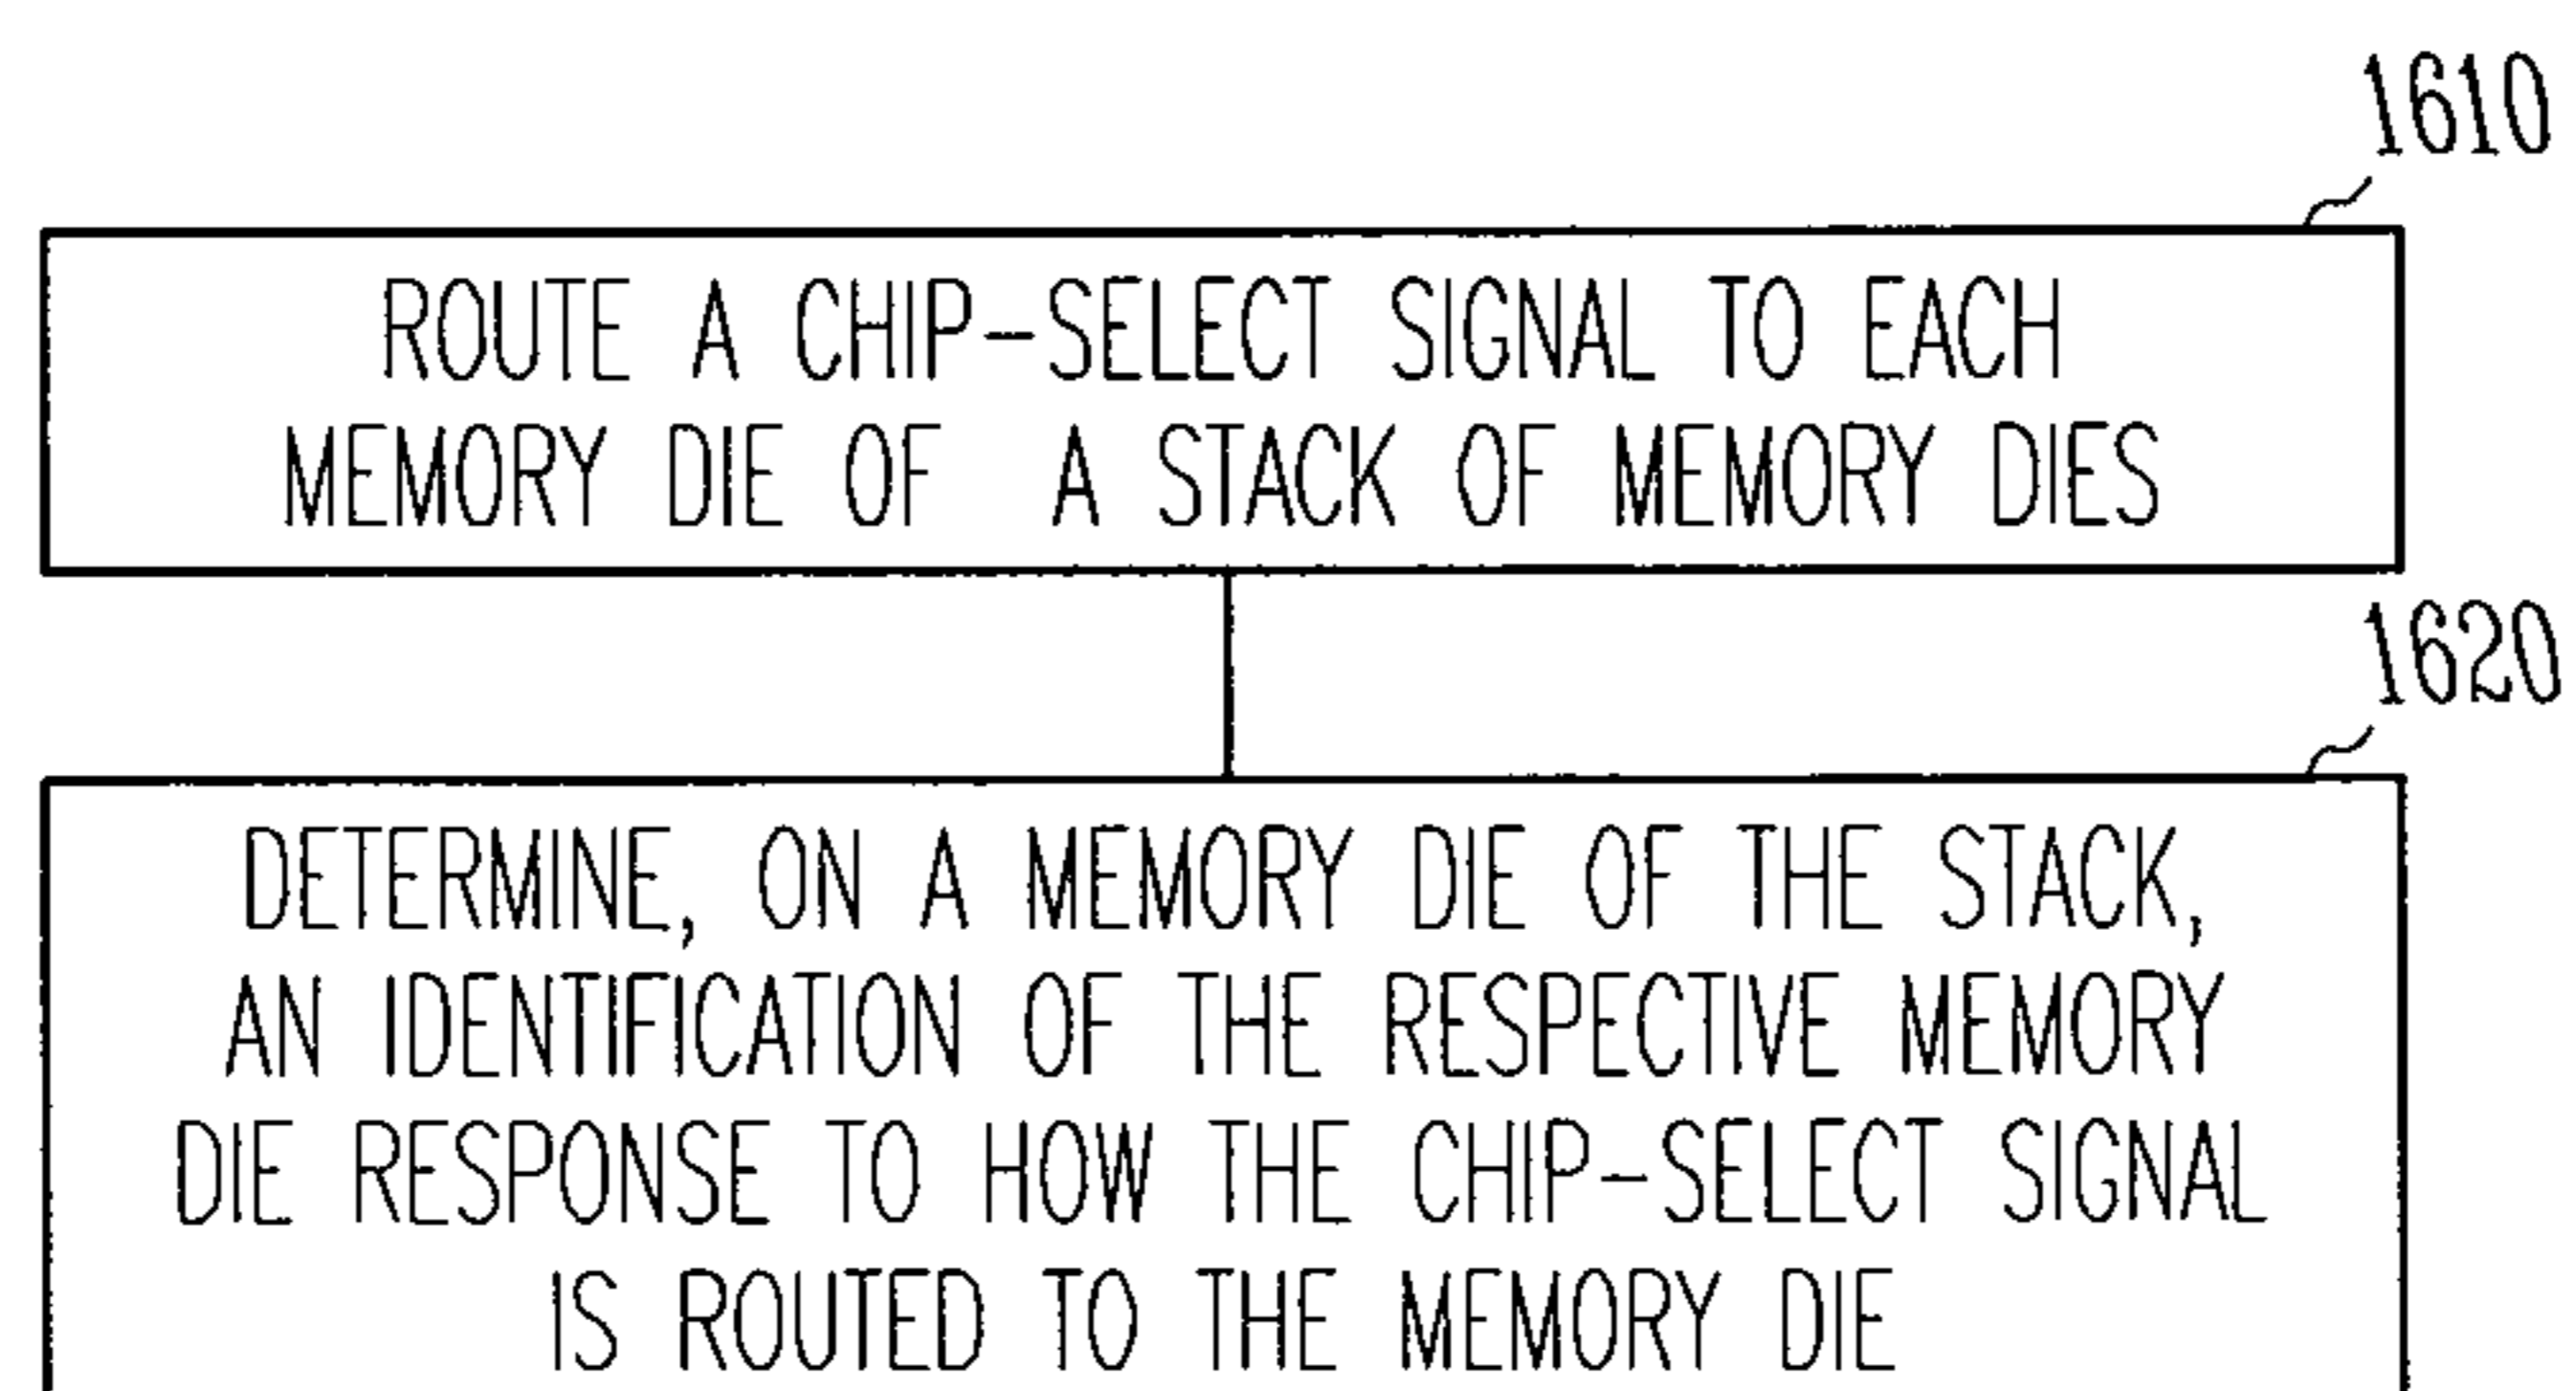 1610
ROUTE A CHIP-SELECT SIGNAL TO EACH
MEMORY DIE OF A STACK OF MEMORY DIES
1620
DETERMINE, ON A MEMORY DIE OF THE STACK,
AN IDENTIFICATION OF THE RESPECTIVE MEMORY
DIE RESPONSE TO HOW THE CHIP-SELECT SIGNAL
IS ROUTED TO THE MEMORY DIE